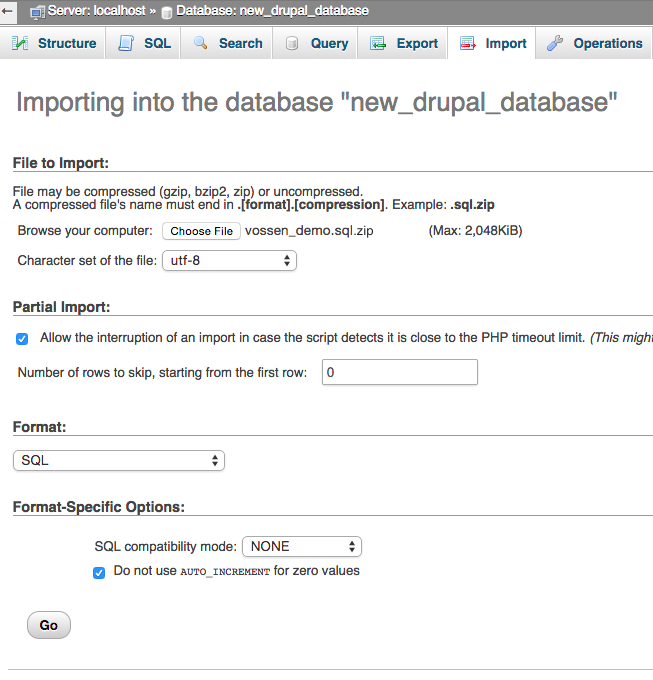 Server: localhost » Database: new_drupal_database
Structure SQL Search Query Export Import Operations
Importing into the database "new_drupal_database"
File to Import:
File may be compressed (gzip, bzip2, zip) or uncompressed.
A compressed file's name must end in .[format].[compression]. Example: .sql.zip
Browse your computer: Choose File vossen_demo.sql.zip (Max: 2,048KiB)
Character set of the file: utf-8
Partial Import:
Allow the interruption of an import in case the script detects it is close to the PHP timeout limit. (This might
Number of rows to skip, starting from the first row: 0
Format:
SQL
Format-Specific Options:
SQL compatibility mode: NONE
Do not use AUTO_INCREMENT for zero values
Go